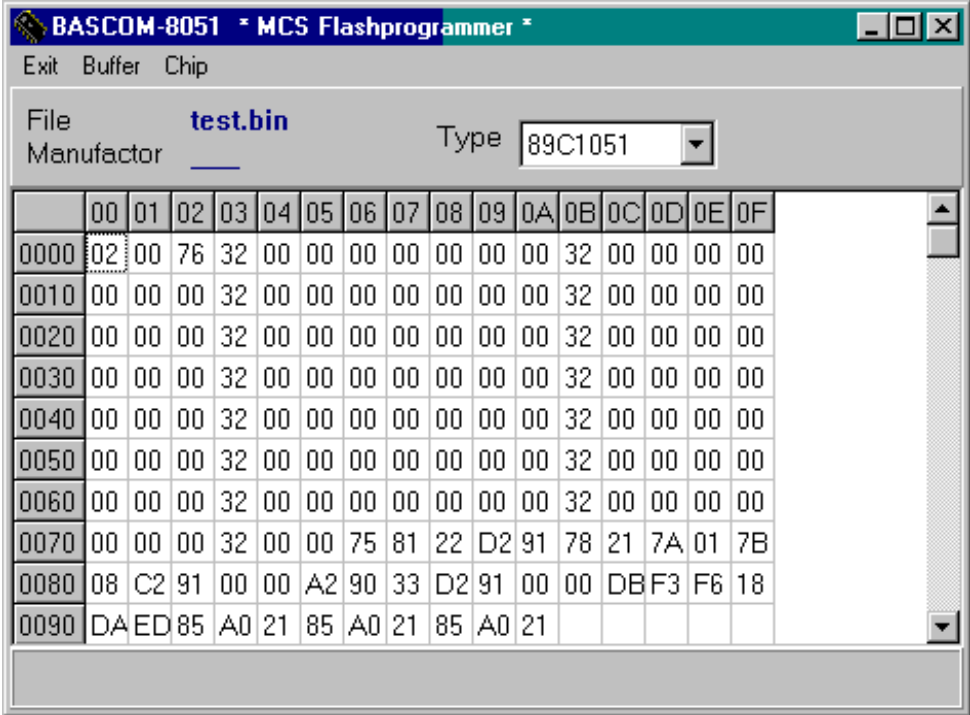 BASCOM-8051 * MCS Flashprogrammer *
Exit Buffer Chip
File test.bin
Manufactor ___
Type 89C1051
00 01 02 03 04 05 06 07 08 09 0A 0B 0C 0D 0E 0F
0000 02 00 76 32 00 00 00 00 00 00 00 32 00 00 00 00
0010 00 00 00 32 00 00 00 00 00 00 00 32 00 00 00 00
0020 00 00 00 32 00 00 00 00 00 00 00 32 00 00 00 00
0030 00 00 00 32 00 00 00 00 00 00 00 32 00 00 00 00
0040 00 00 00 32 00 00 00 00 00 00 00 32 00 00 00 00
0050 00 00 00 32 00 00 00 00 00 00 00 32 00 00 00 00
0060 00 00 00 32 00 00 00 00 00 00 00 32 00 00 00 00
0070 00 00 00 32 00 00 75 81 22 D2 91 78 21 7A 01 7B
0080 08 C2 91 00 00 A2 90 33 D2 91 00 00 DB F3 F6 18
0090 DA ED 85 A0 21 85 A0 21 85 A0 21